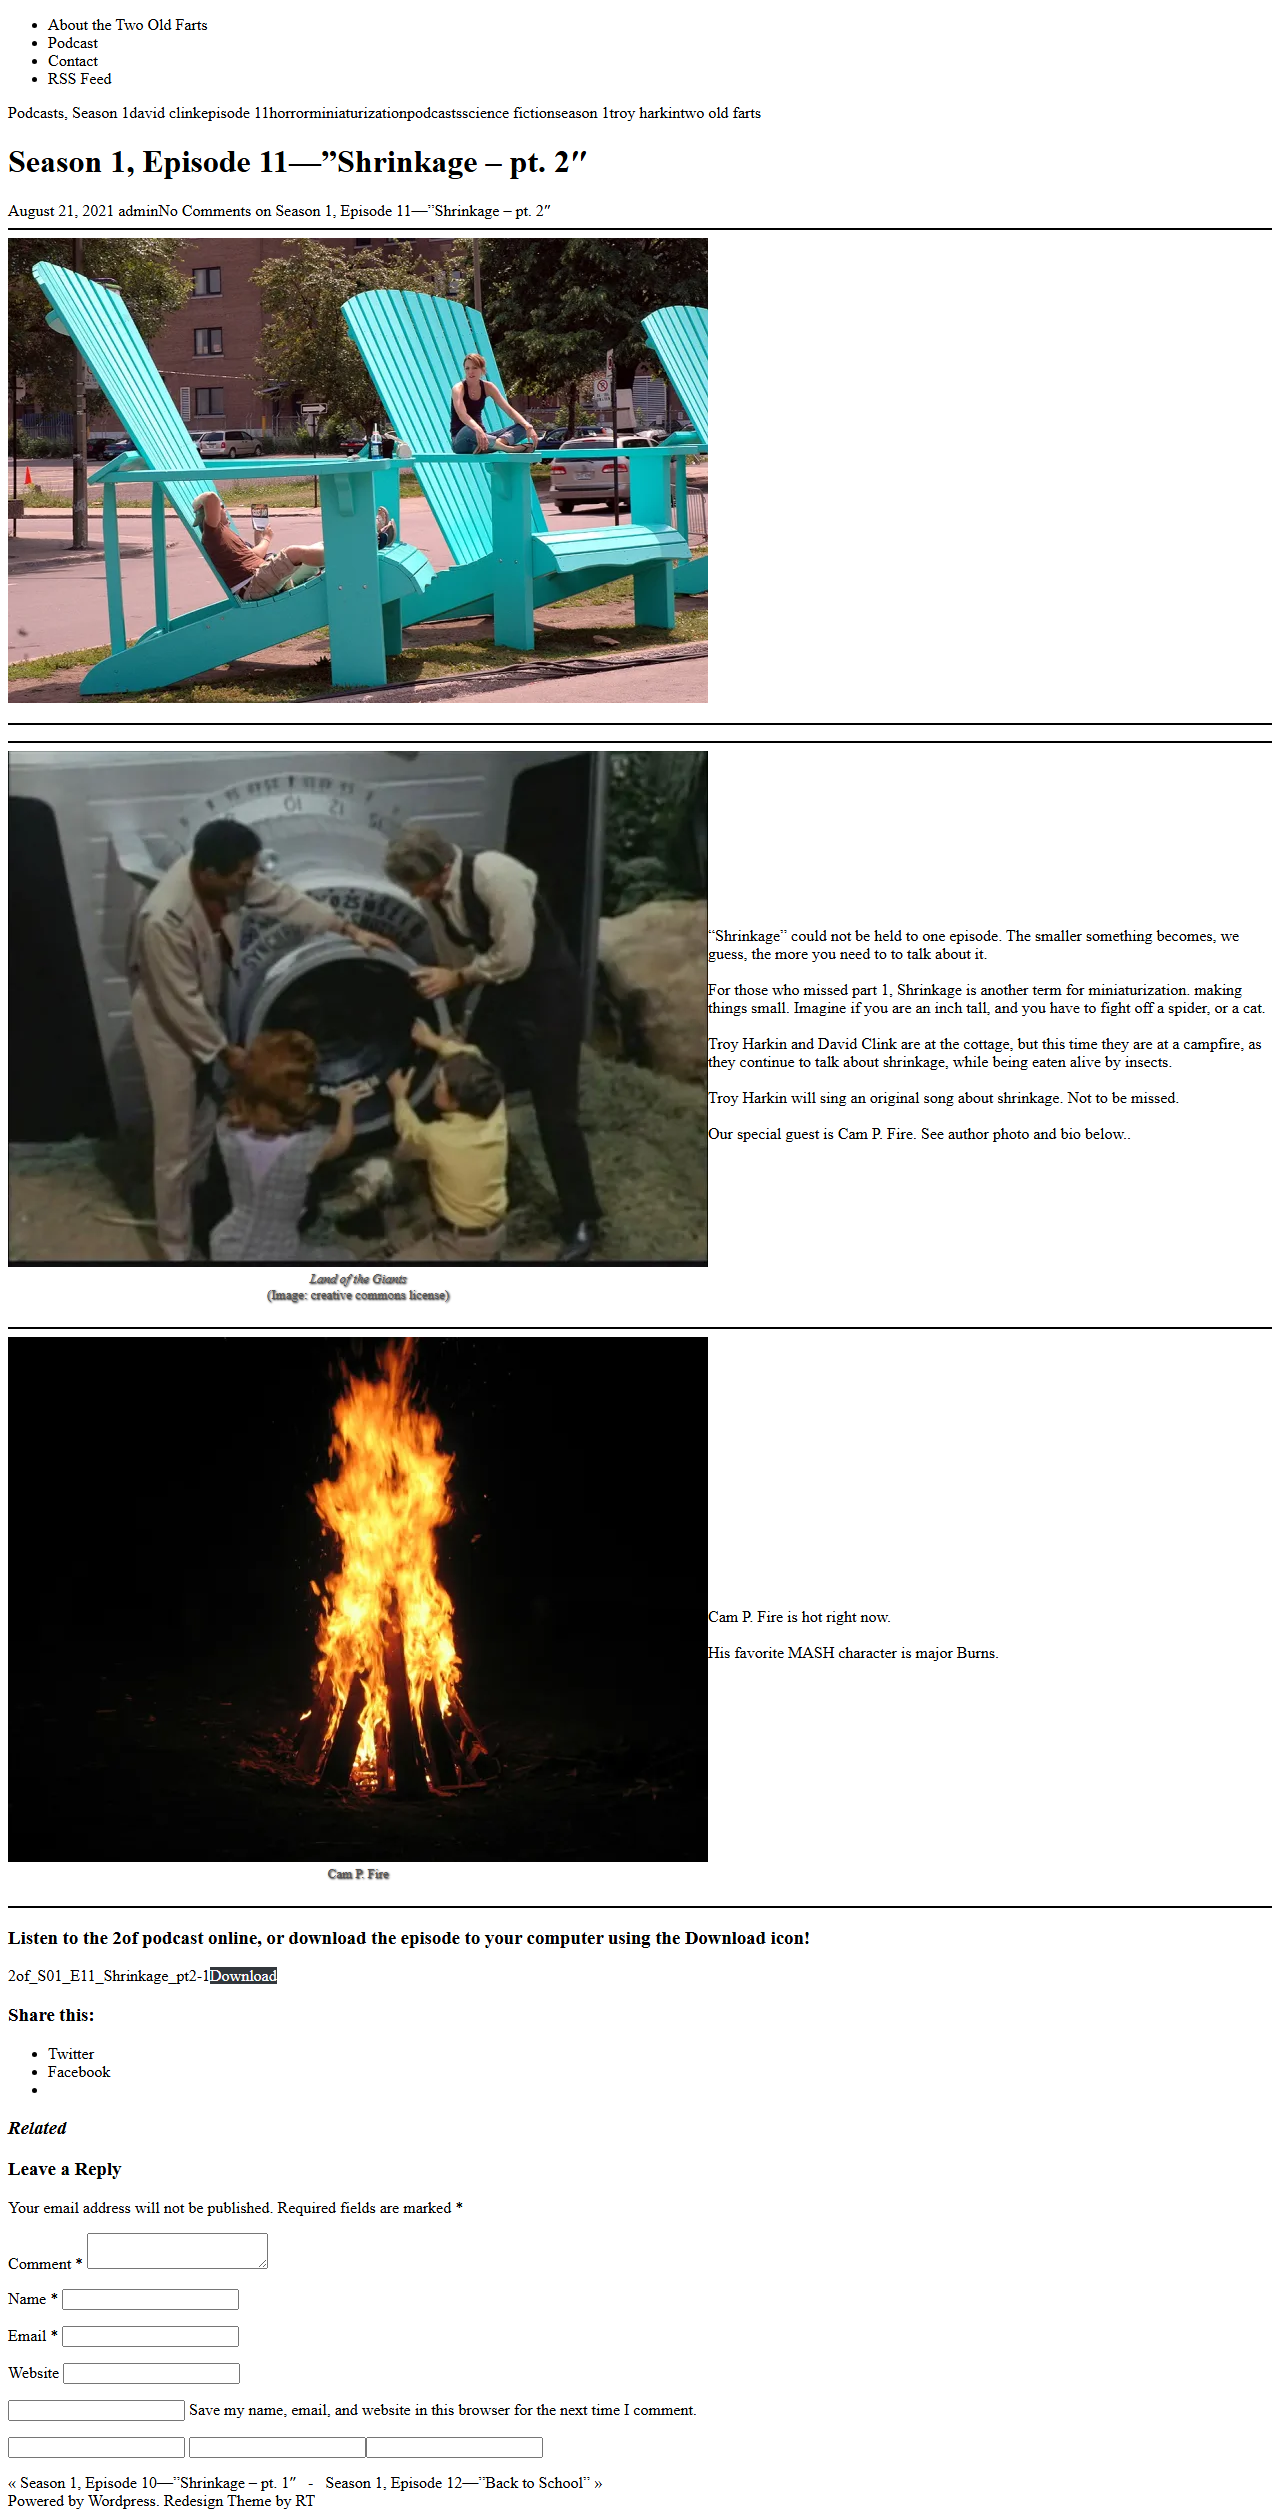 About the Two Old Farts
Podcast
Contact
RSS Feed
Podcasts, Season 1david clinkepisode 11horrorminiaturizationpodcastsscience fictionseason 1troy harkintwo old farts
Season 1, Episode 11—”Shrinkage – pt. 2″
August 21, 2021 adminNo Comments on Season 1, Episode 11—”Shrinkage – pt. 2″
“Shrinkage” could not be held to one episode. The smaller something becomes, we
guess, the more you need to to talk about it.
For those who missed part 1, Shrinkage is another term for miniaturization. making
things small. Imagine if you are an inch tall, and you have to fight off a spider, or a cat.
Troy Harkin and David Clink are at the cottage, but this time they are at a campfire, as
they continue to talk about shrinkage, while being eaten alive by insects.
Troy Harkin will sing an original song about shrinkage. Not to be missed.
Our special guest is Cam P. Fire. See author photo and bio below..
Land of the Giants
(Image: creative commons license)
Cam P. Fire is hot right now.
His favorite MASH character is major Burns.
Cam P. Fire
Listen to the 2of podcast online, or download the episode to your computer using the Download icon!
2of_S01_E11_Shrinkage_pt2-1Download
Share this:
Twitter
Facebook
Related
Leave a Reply
Your email address will not be published. Required fields are marked *
Comment *
Name *
Email *
Website
Save my name, email, and website in this browser for the next time I comment.
« Season 1, Episode 10—”Shrinkage – pt. 1″ - Season 1, Episode 12—”Back to School” »
Powered by Wordpress. Redesign Theme by RT